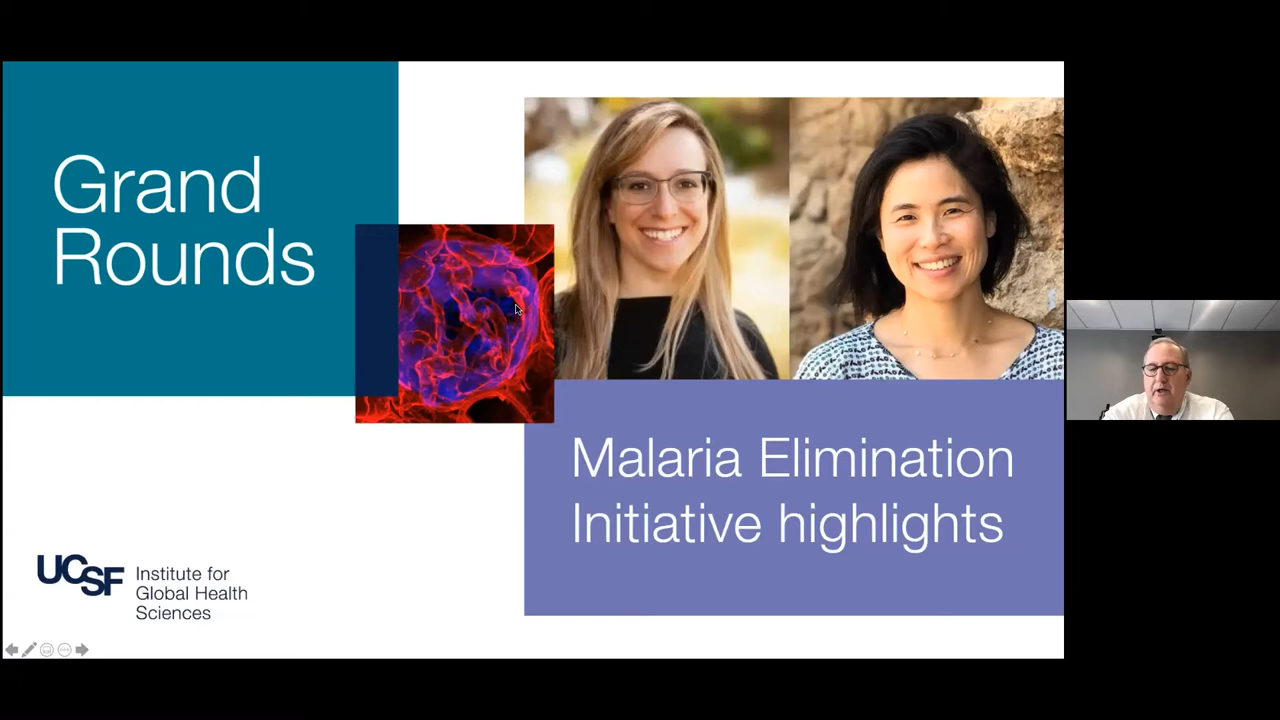 Grand
Rounds
Malaria Elimination
Initiative highlights
UCSF
Institute for
Global Health
Sciences